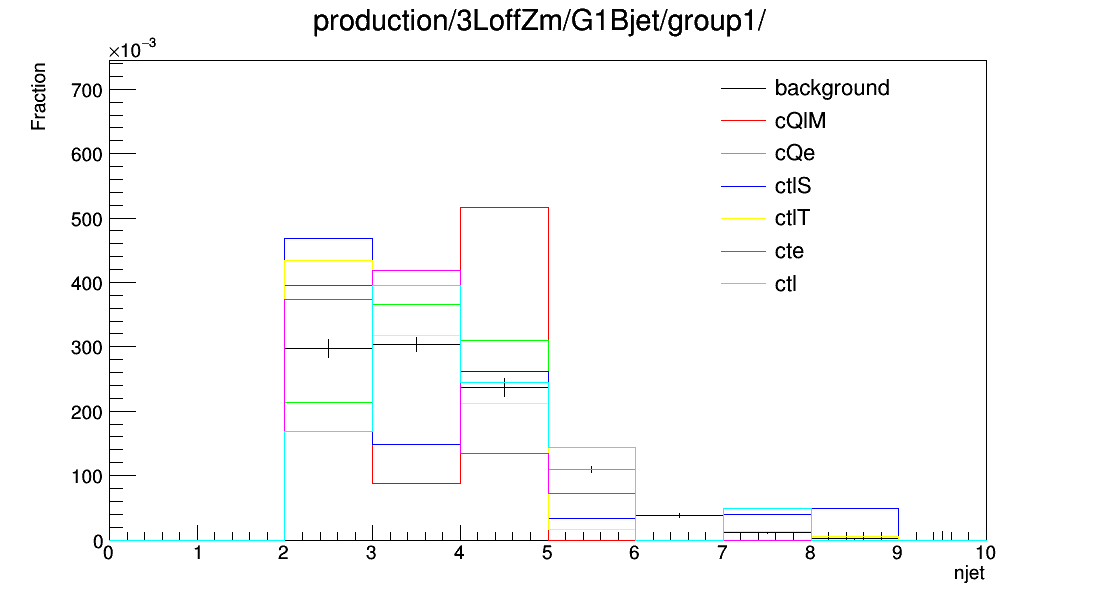 production/3LoffZm/G1Bjet/group1/
×10⁻³
Fraction
700
600
500
400
300
200
100
0
background
cQlM
cQe
ctlS
ctlT
cte
ctl
0 1 2 3 4 5 6 7 8 9 10
njet